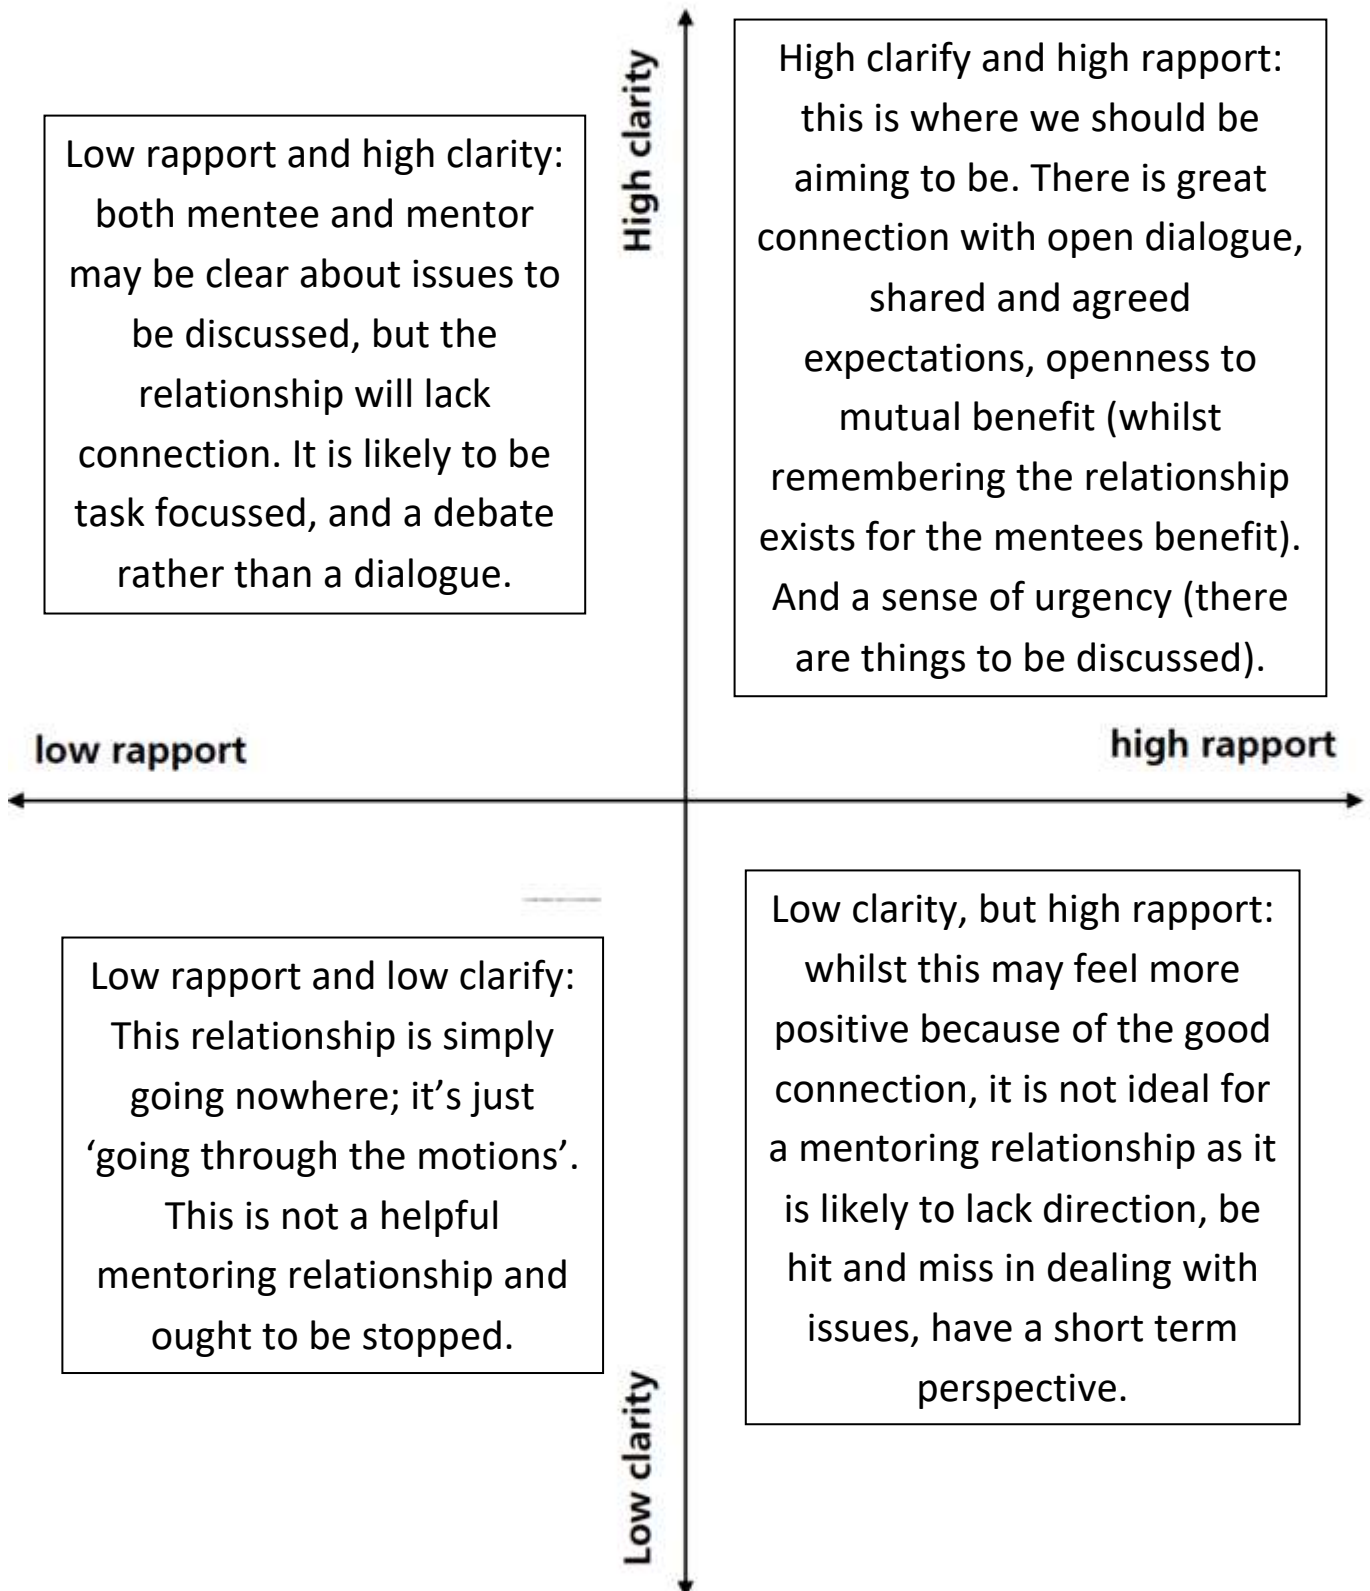 High clarity
Low rapport and high clarity:
both mentee and mentor
may be clear about issues to
be discussed, but the
relationship will lack
connection. It is likely to be
task focussed, and a debate
rather than a dialogue.
High clarify and high rapport:
this is where we should be
aiming to be. There is great
connection with open dialogue,
shared and agreed
expectations, openness to
mutual benefit (whilst
remembering the relationship
exists for the mentees benefit).
And a sense of urgency (there
are things to be discussed).
low rapport
high rapport
Low rapport and low clarify:
This relationship is simply
going nowhere; it’s just
‘going through the motions’.
This is not a helpful
mentoring relationship and
ought to be stopped.
Low clarity, but high rapport:
whilst this may feel more
positive because of the good
connection, it is not ideal for
a mentoring relationship as it
is likely to lack direction, be
hit and miss in dealing with
issues, have a short term
perspective.
Low clarity